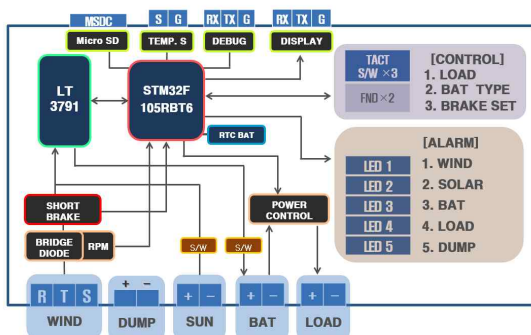 MSDC S G RX TX G RX TX G
Micro SD TEMP. S DEBUG DISPLAY
LT
3791
STM32F
105RBT6
RTC BAT
TACT
S/W ×3
FND ×2
[CONTROL]
1. LOAD
2. BAT TYPE
3. BRAKE SET
[ALARM]
LED 1 1. WIND
LED 2 2. SOLAR
LED 3 3. BAT
LED 4 4. LOAD
LED 5 5. DUMP
SHORT
BRAKE
POWER
CONTROL
BRIDGE
DIODE
RPM
S/W S/W
R T S + − + − + − + −
WIND DUMP SUN BAT LOAD